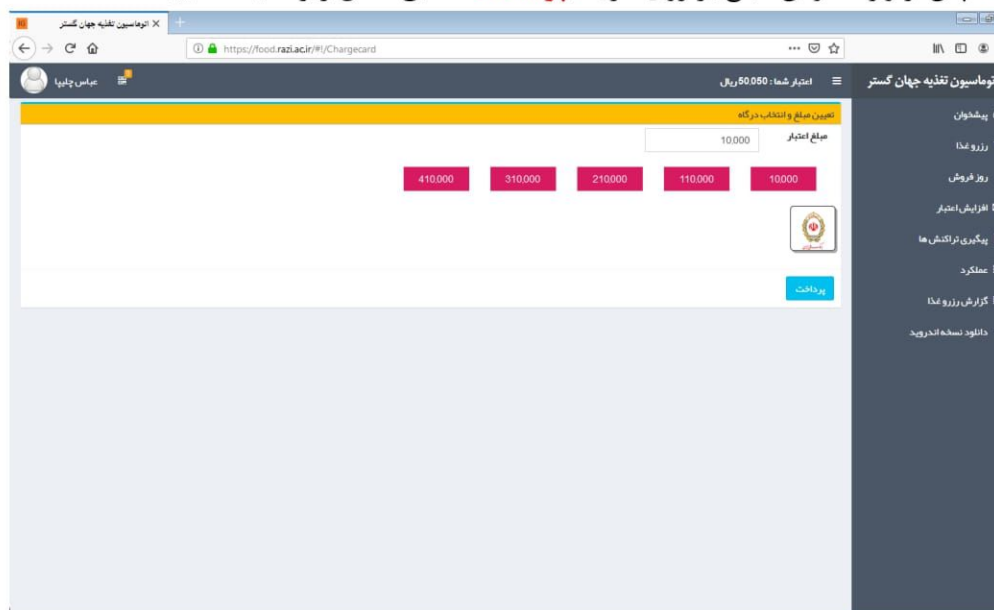 اتوماسیون تغذیه جهان گستر
https://food.razi.ac.ir/#!/Chargecard
توماسیون تغذیه جهان گستر
اعتبار شما : 50,050 ریال
عباس چلیپا
پیشخوان
رزرو غذا
روز فروش
افزایش اعتبار
پیگیری تراکنش ها
عملکرد
گزارش رزرو غذا
دانلود نسخه اندروید
تعیین مبلغ و انتخاب درگاه
مبلغ اعتبار
10,000
10,000 110,000 210,000 310,000 410,000
پرداخت